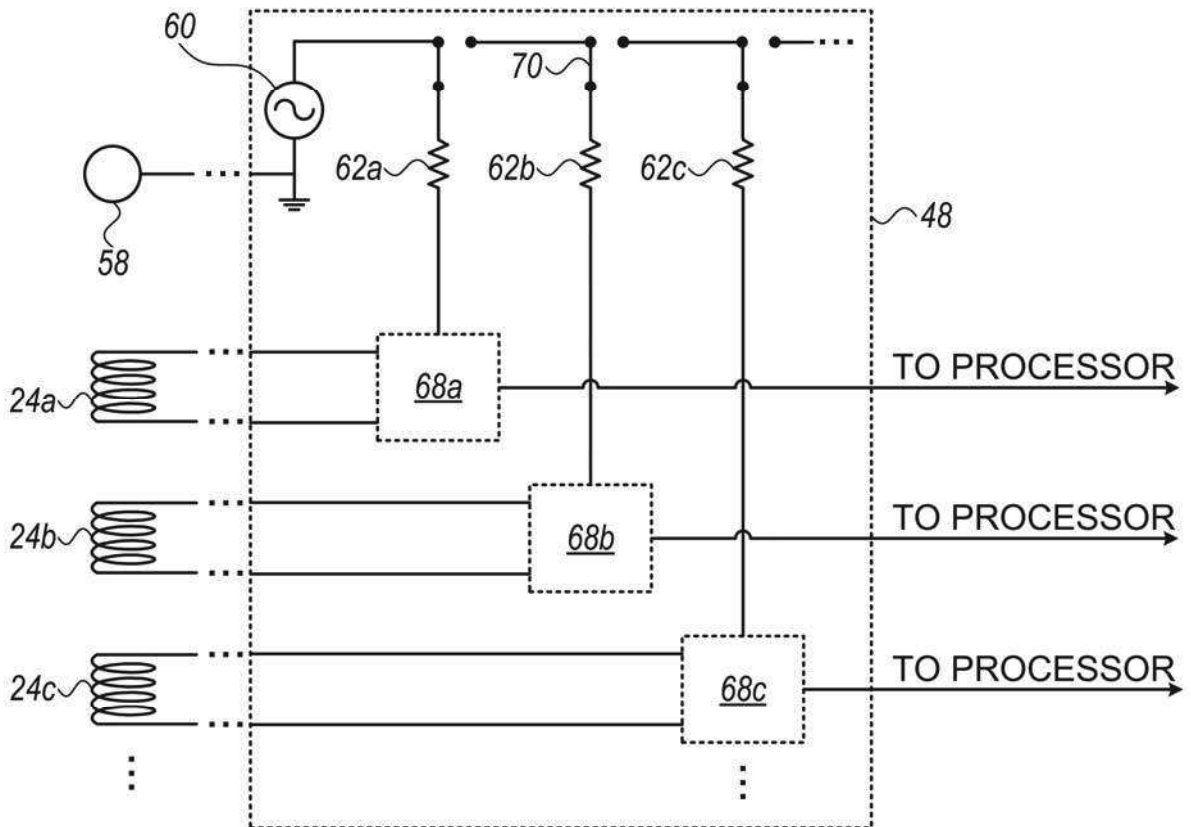 60
70
62a
62b
62c
48
58
24a
68a
TO PROCESSOR
24b
68b
TO PROCESSOR
24c
68c
TO PROCESSOR